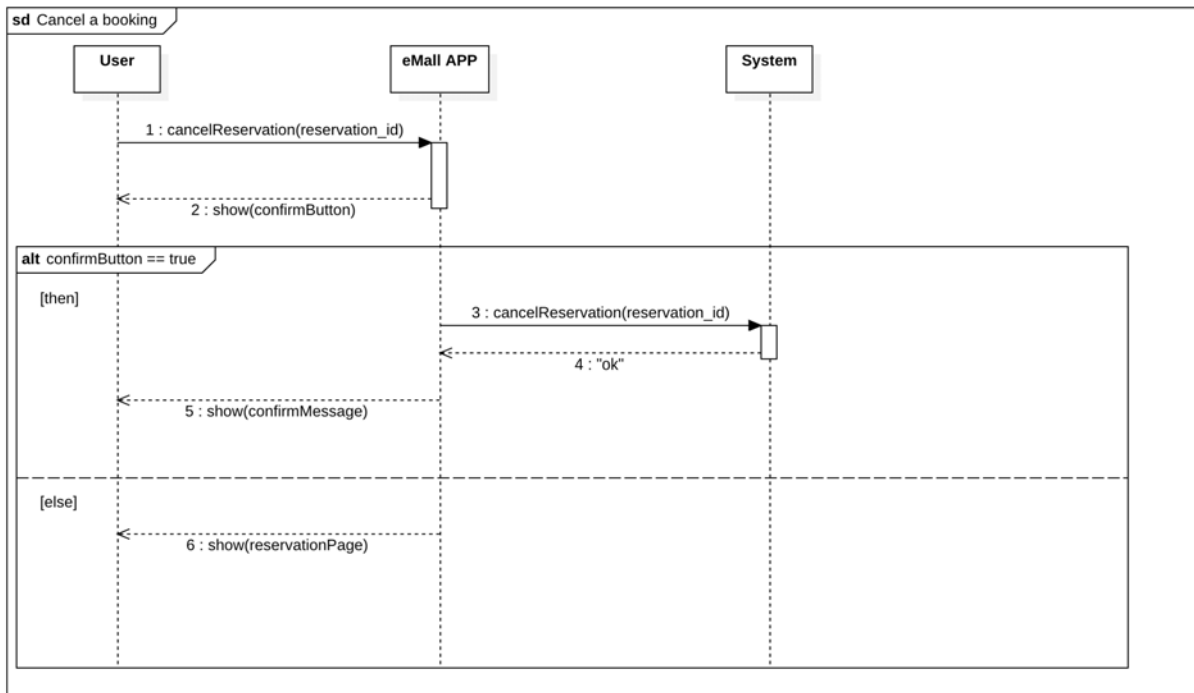 sd Cancel a booking
User
eMall APP
System
1 : cancelReservation(reservation_id)
2 : show(confirmButton)
alt confirmButton == true
[then]
3 : cancelReservation(reservation_id)
4 : "ok"
5 : show(confirmMessage)
[else]
6 : show(reservationPage)